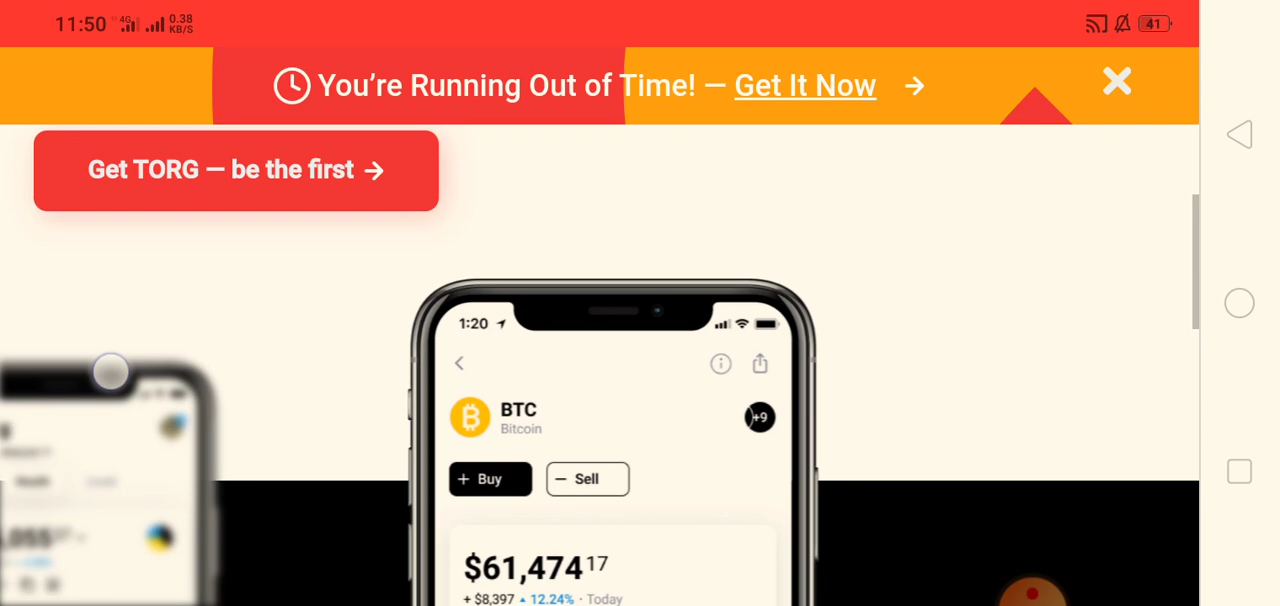 11:50 4G 0.38 KB/S 41
You're Running Out of Time! — Get It Now →
Get TORG — be the first →
1:20
BTC
+9
Bitcoin
+ Buy
− Sell
$61,474 17
+ $8,397 ▲ 12.24% · Today